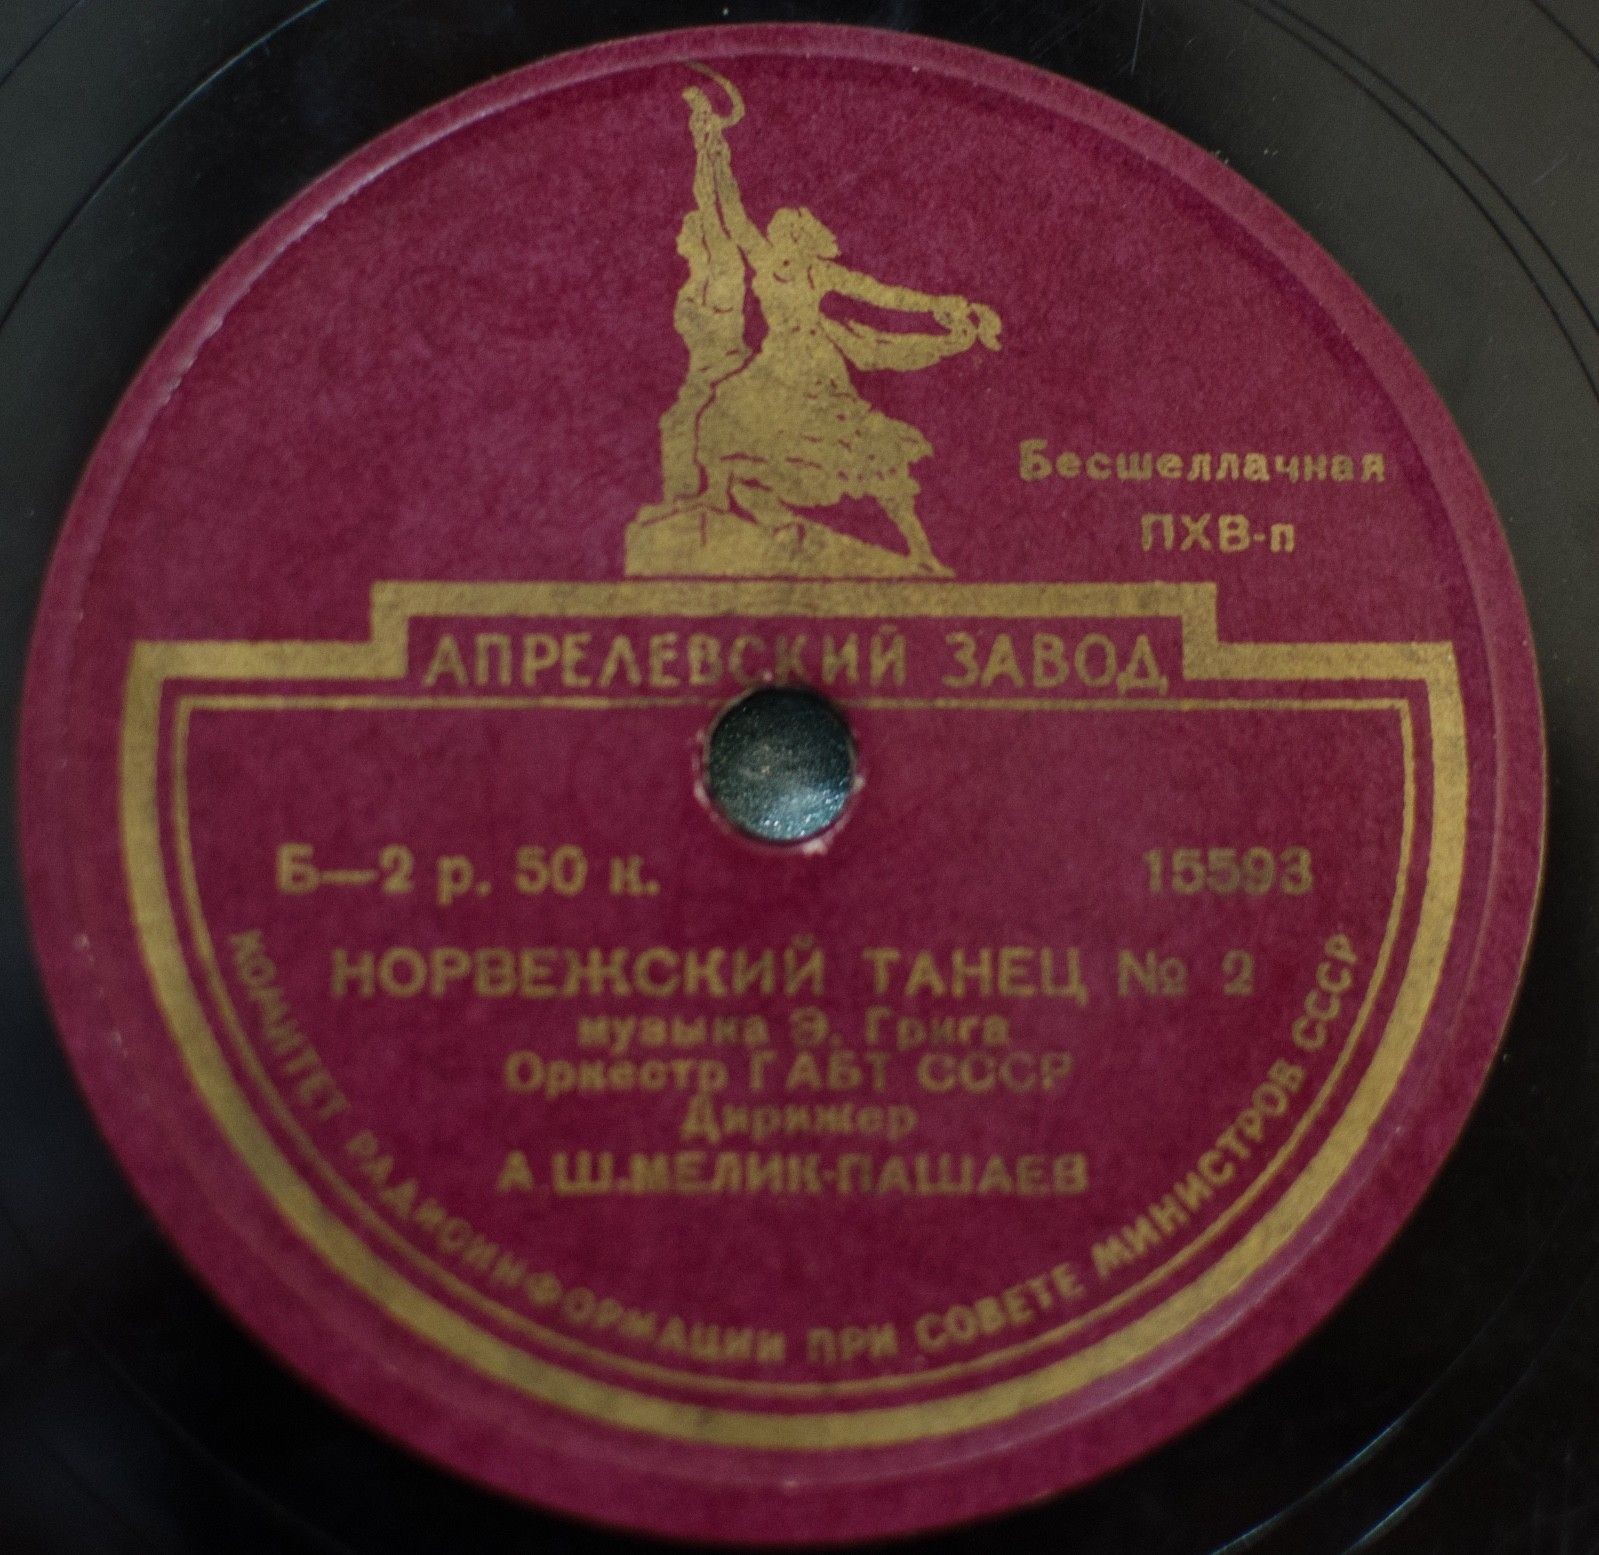 Бесшеллачная
ПХВ-п
АПРЕЛЕВСКИЙ ЗАВОД
Б—2 р. 50 к.
15593
НОРВЕЖСКИЙ ТАНЕЦ № 2
музыка Э. Грига
Оркестр ГАБТ СССР
Дирижер
А Ш.МЕЛИК-ПАШАЕВ
КОМИТЕТ РАДИОИНФОРМАЦИИ ПРИ СОВЕТЕ МИНИСТРОВ СССР